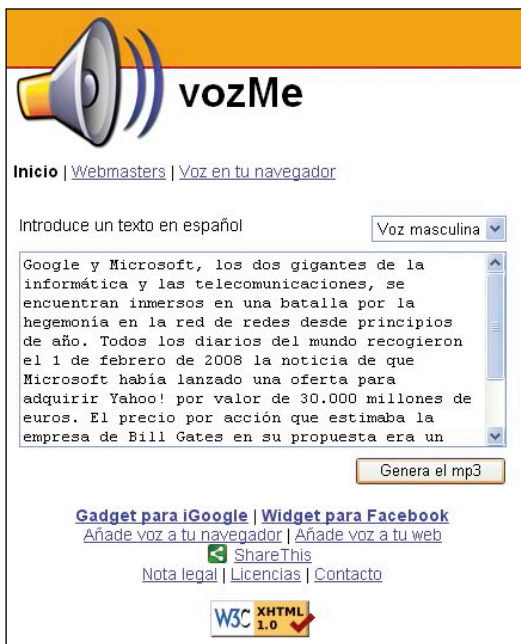 vozMe
Inicio | Webmasters | Voz en tu navegador
Introduce un texto en español
Voz masculina
Google y Microsoft, los dos gigantes de la
informática y las telecomunicaciones, se
encuentran inmersos en una batalla por la
hegemonía en la red de redes desde principios
de año. Todos los diarios del mundo recogieron
el 1 de febrero de 2008 la noticia de que
Microsoft había lanzado una oferta para
adquirir Yahoo! por valor de 30.000 millones de
euros. El precio por acción que estimaba la
empresa de Bill Gates en su propuesta era un
Genera el mp3
Gadget para iGoogle | Widget para Facebook
Añade voz a tu navegador | Añade voz a tu web
ShareThis
Nota legal | Licencias | Contacto
W3C XHTML 1.0